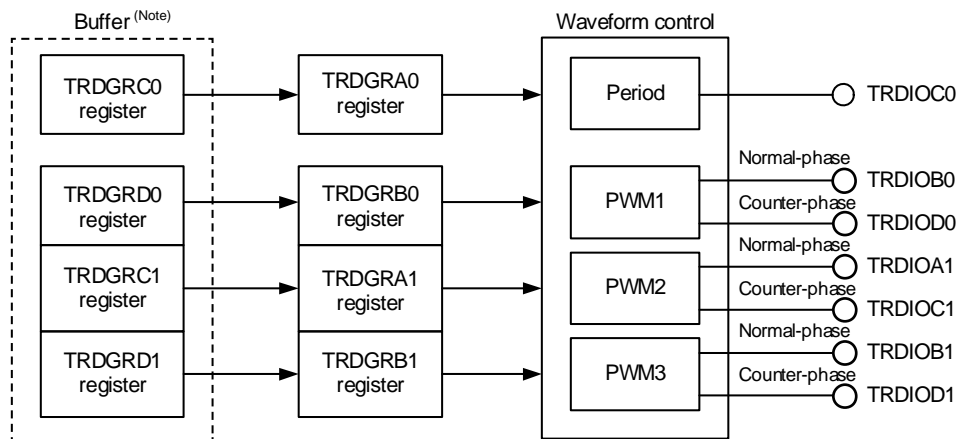 Buffer (Note)
Waveform control
TRDGRC0
register
TRDGRA0
register
Period
TRDIOC0
TRDGRD0
register
TRDGRB0
register
PWM1
Normal-phase
TRDIOB0
Counter-phase
TRDIOD0
TRDGRC1
register
TRDGRA1
register
PWM2
Normal-phase
TRDIOA1
Counter-phase
TRDIOC1
TRDGRD1
register
TRDGRB1
register
PWM3
Normal-phase
TRDIOB1
Counter-phase
TRDIOD1